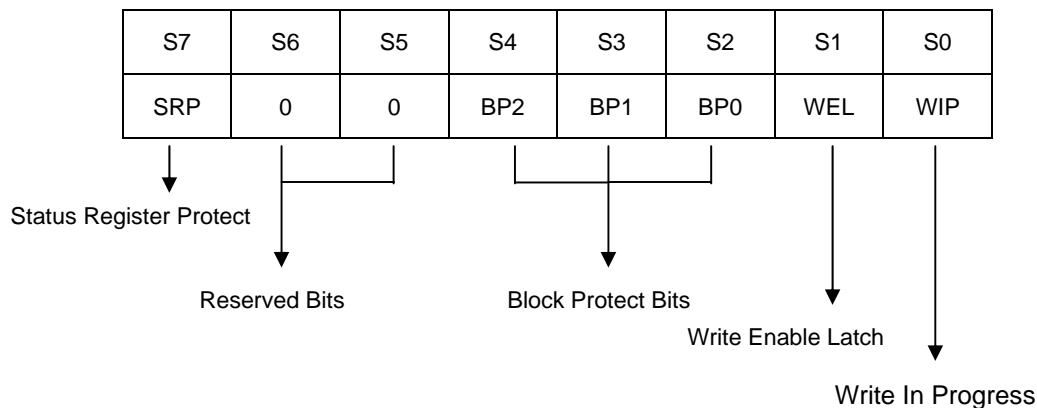 S7 S6 S5 S4 S3 S2 S1 S0
SRP 0 0 BP2 BP1 BP0 WEL WIP
Status Register Protect
Reserved Bits
Block Protect Bits
Write Enable Latch
Write In Progress